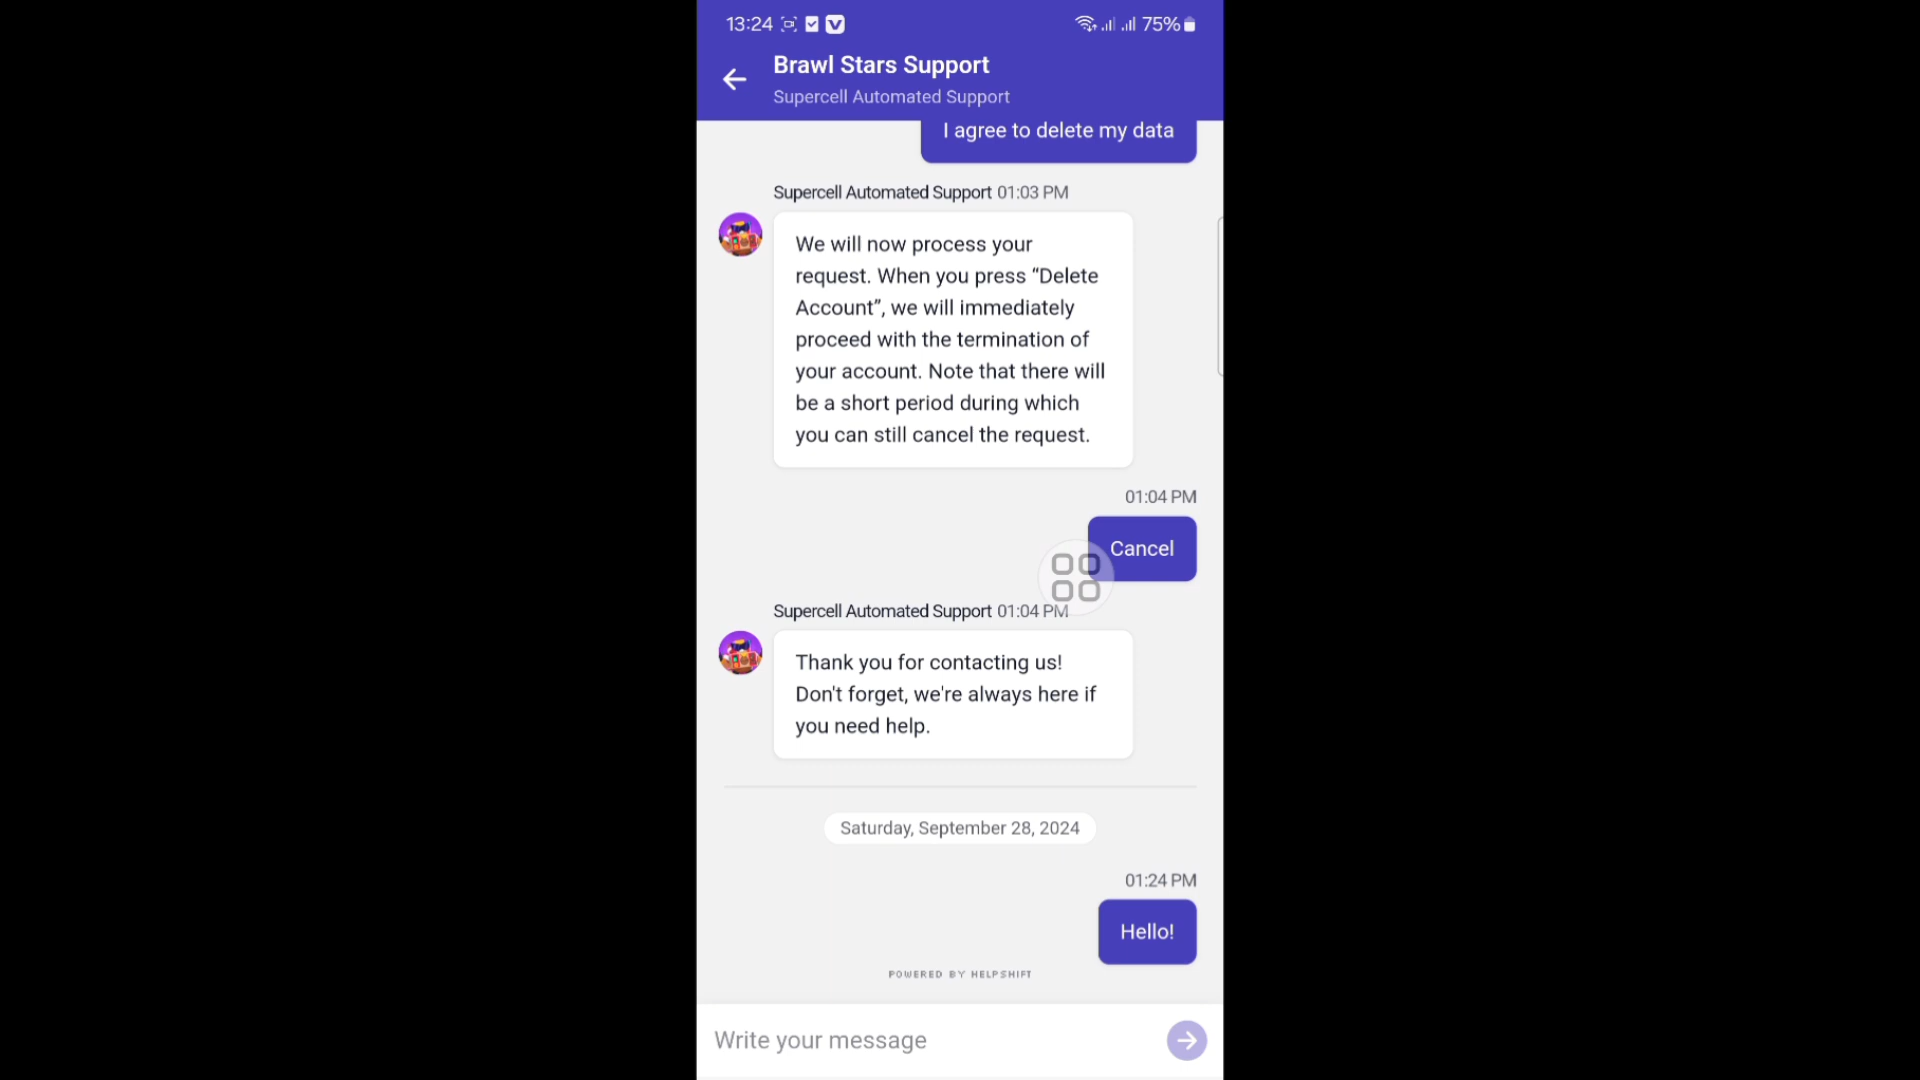 13:24
75%
Brawl Stars Support
Supercell Automated Support
I agree to delete my data
Supercell Automated Support 01:03 PM
We will now process your
request. When you press “Delete
Account”, we will immediately
proceed with the termination of
your account. Note that there will
be a short period during which
you can still cancel the request.
01:04 PM
Cancel
Supercell Automated Support 01:04 PM
Thank you for contacting us!
Don't forget, we're always here if
you need help.
Saturday, September 28, 2024
01:24 PM
Hello!
POWERED BY HELPSHIFT
Write your message